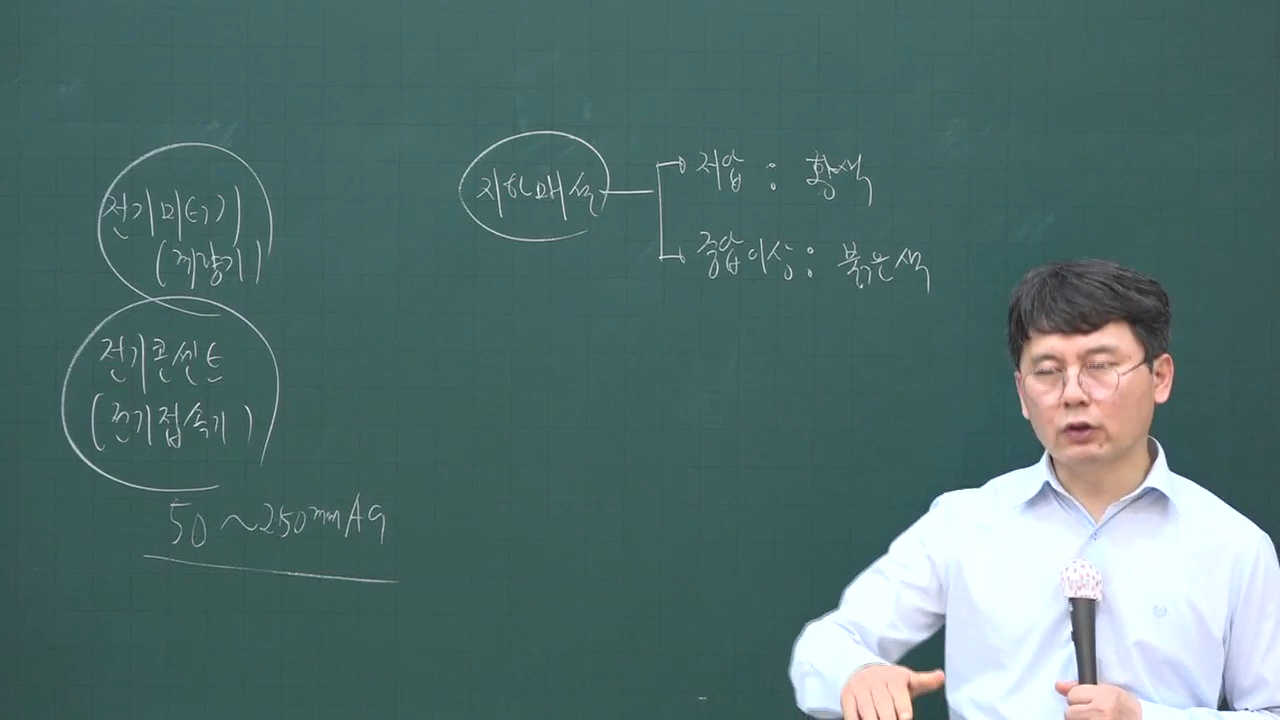 전기미(터기)
(계량기)
전기콘센트
(전기접속기)
50~250mmAq
지하매설
저압 : 황색
중압이상 : 붉은색